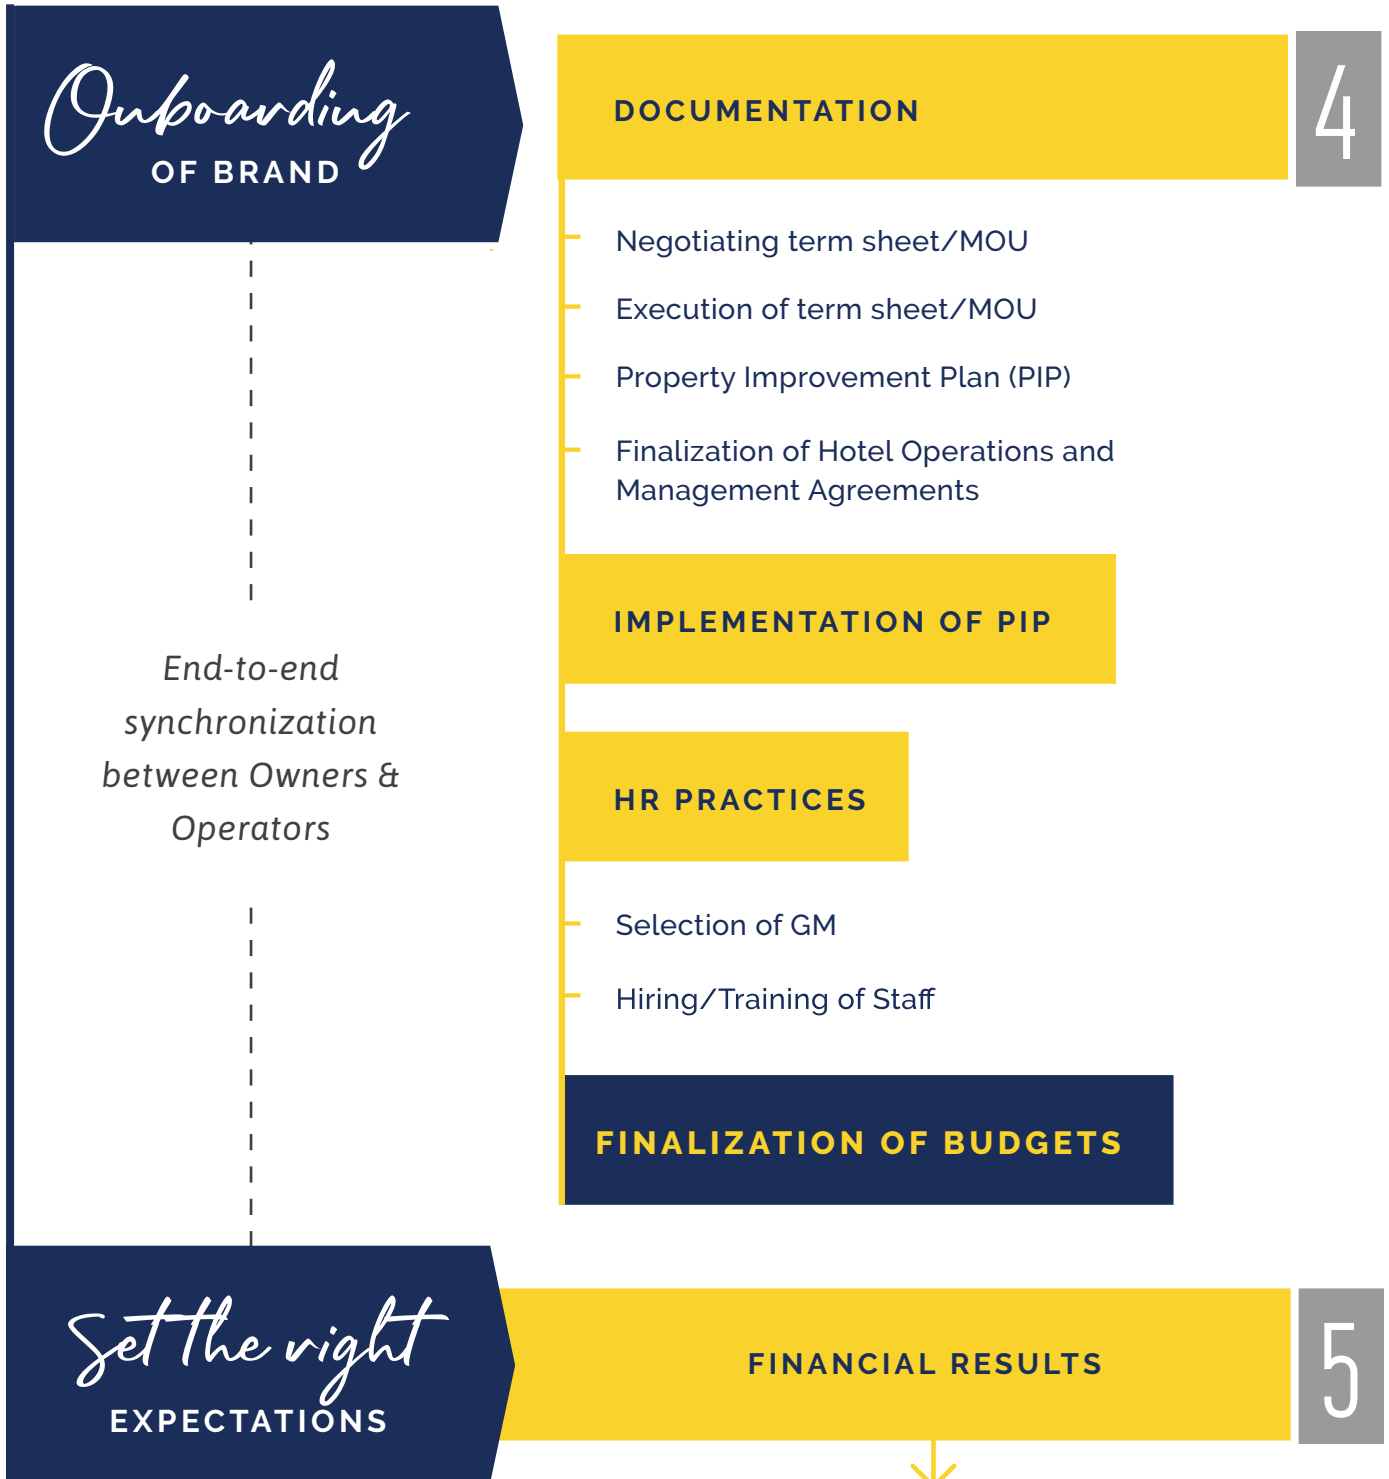 Onboarding
OF BRAND
DOCUMENTATION
4
Negotiating term sheet/MOU
Execution of term sheet/MOU
Property Improvement Plan (PIP)
Finalization of Hotel Operations and
Management Agreements
IMPLEMENTATION OF PIP
End-to-end
synchronization
between Owners &
Operators
HR PRACTICES
Selection of GM
Hiring/Training of Staff
FINALIZATION OF BUDGETS
Set the right
EXPECTATIONS
FINANCIAL RESULTS
5